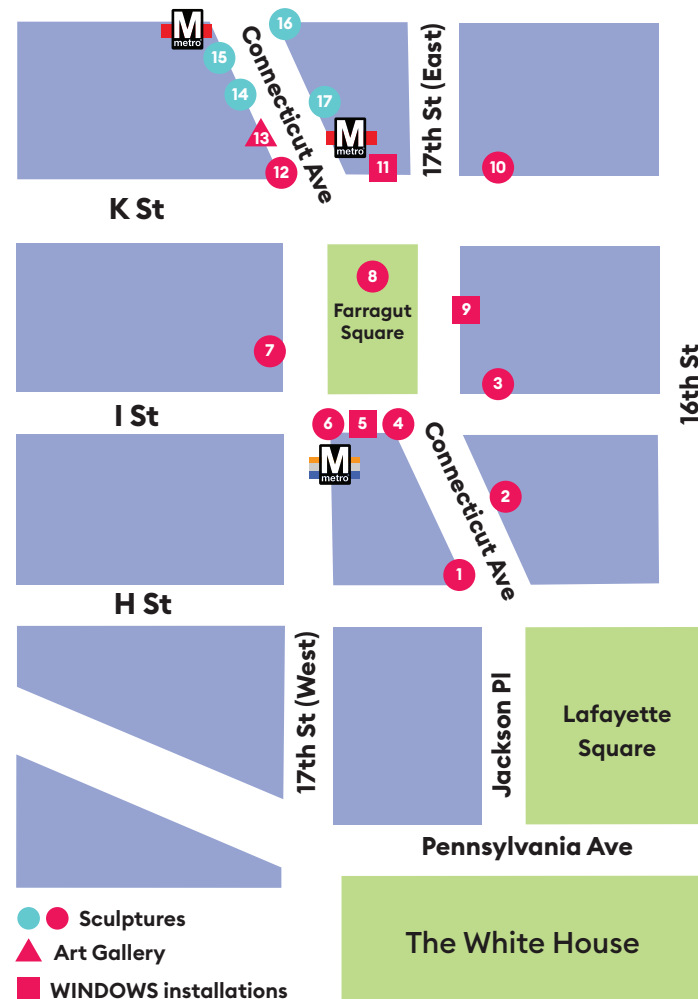 M
metro
16
15
14
17
13
M
metro
12
11
10
Connecticut Ave
17th St (East)
K St
8
Farragut
Square
9
7
3
16th St
I St
6
5
4
M
metro
Connecticut Ave
2
1
H St
17th St (West)
Jackson Pl
Lafayette
Square
Pennsylvania Ave
The White House
Sculptures
Art Gallery
WINDOWS installations